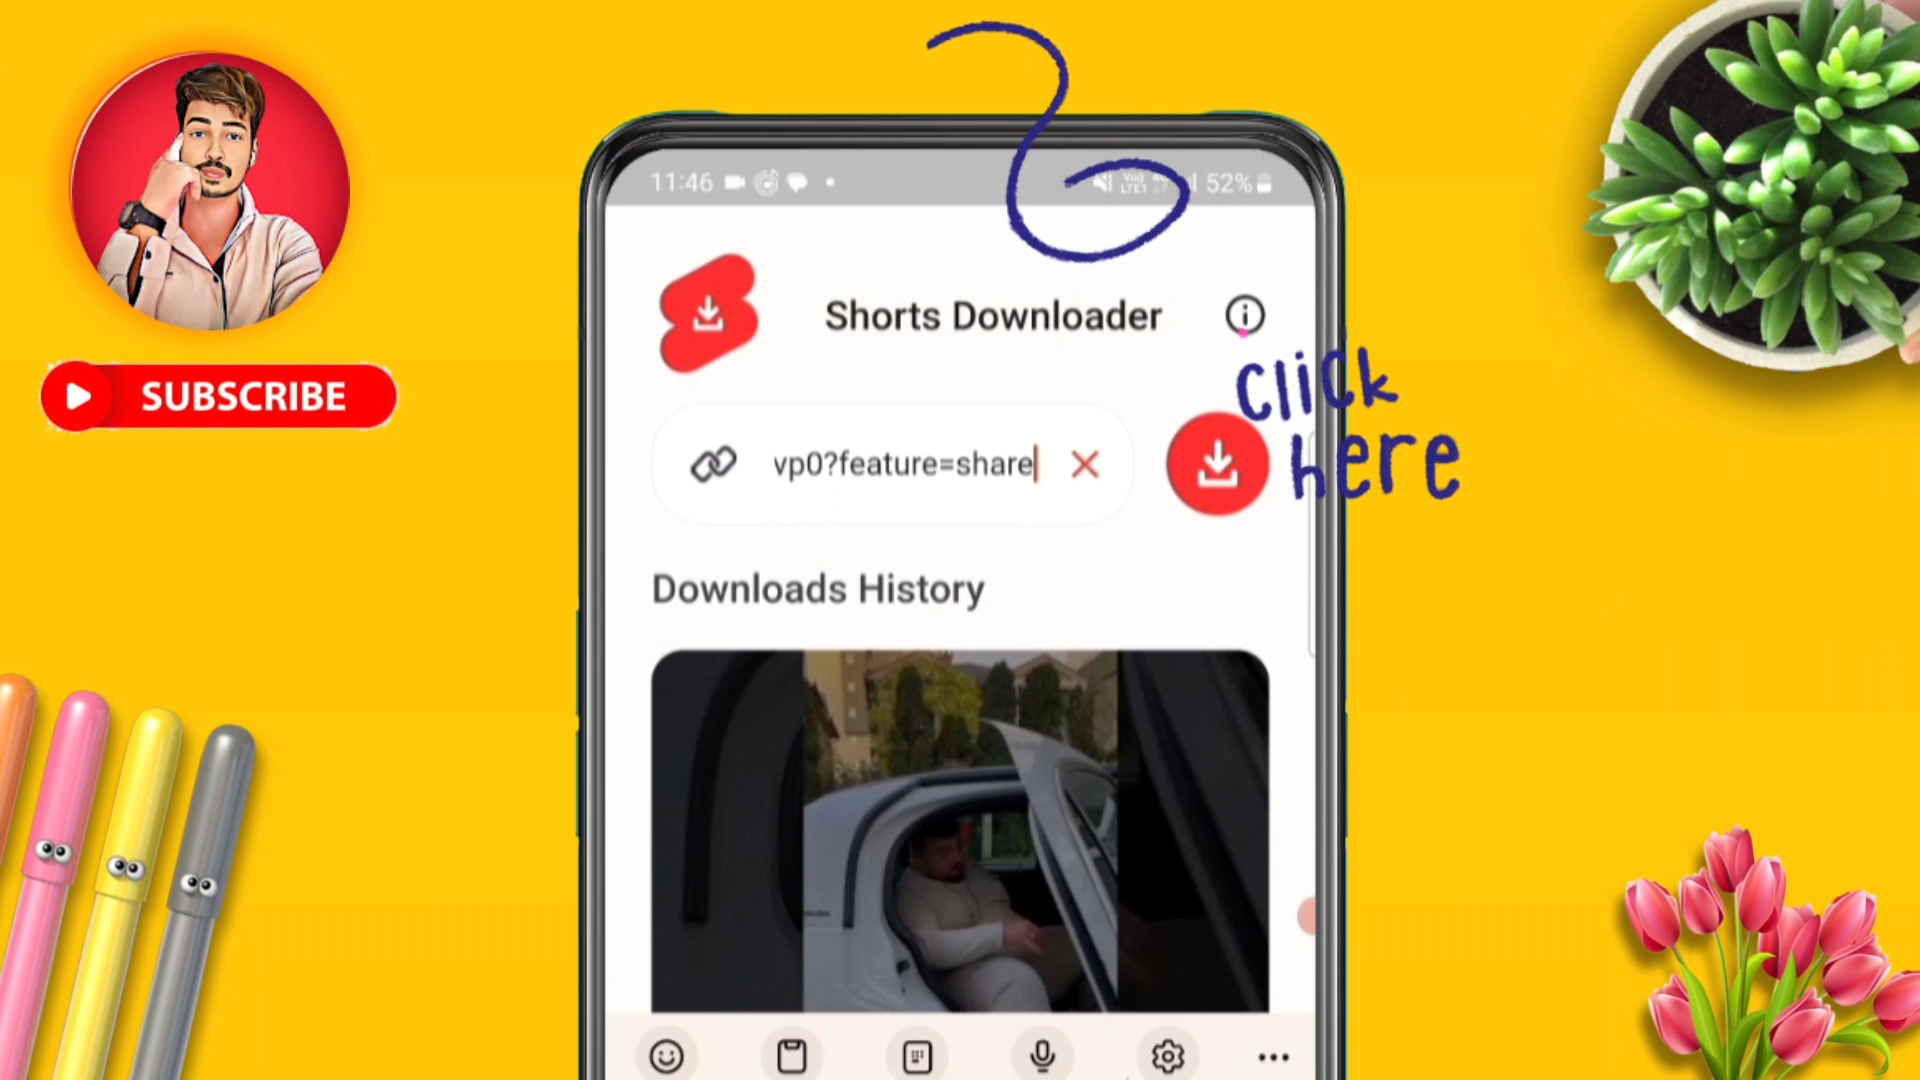 11:46
52%
Shorts Downloader
click
here
SUBSCRIBE
vp0?feature=share
Downloads History